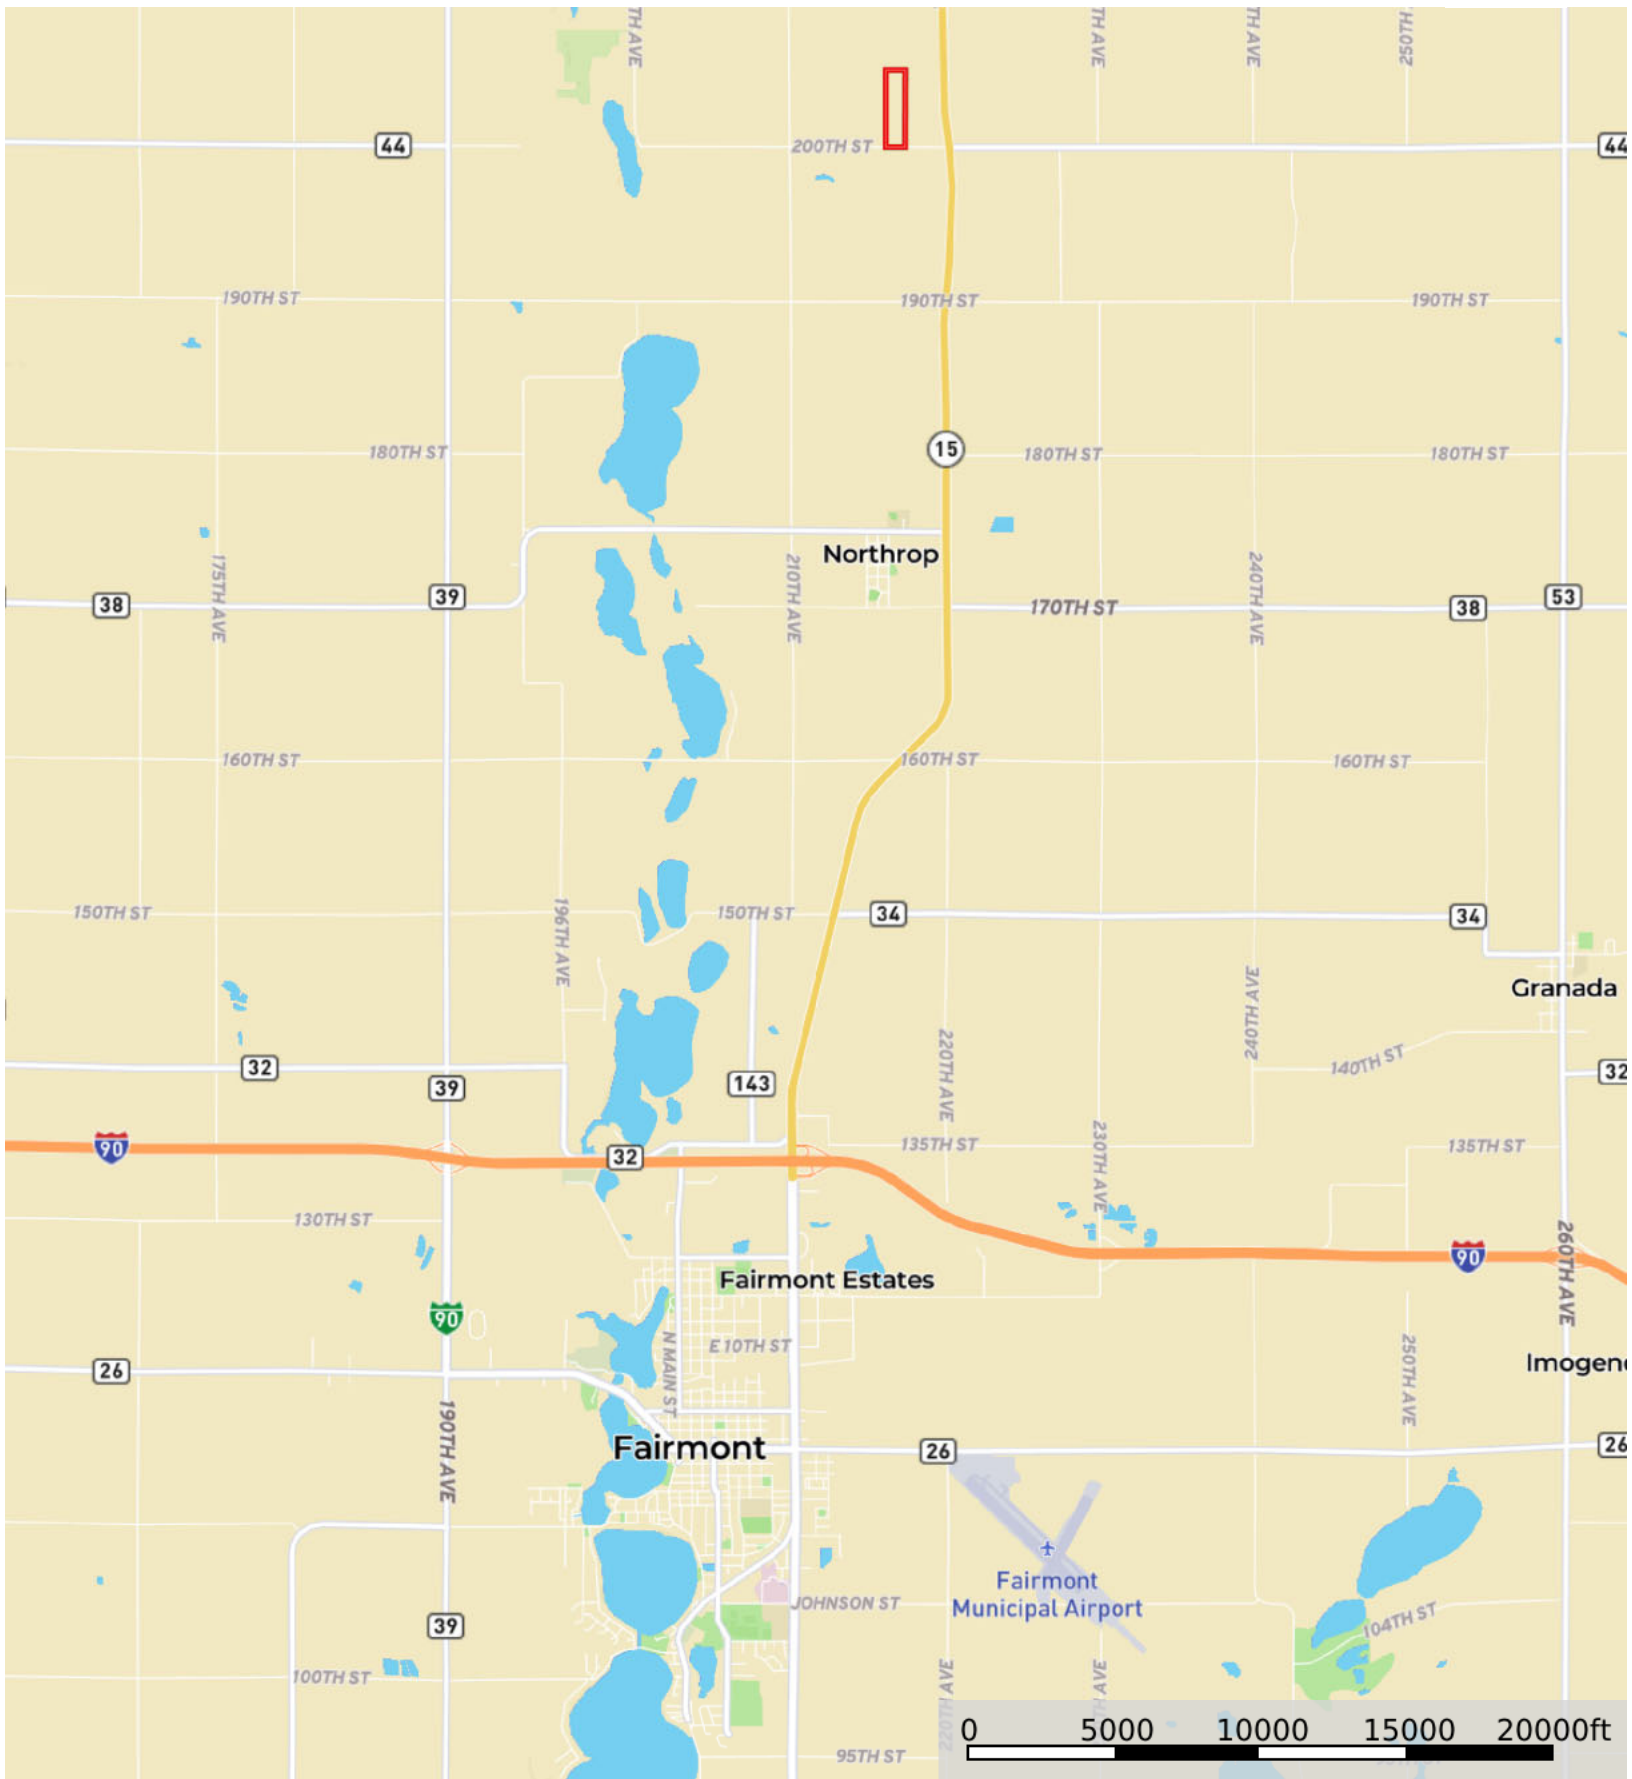 TH AVE
TH AVE
TH AVE
250TH
44
200TH ST
44
190TH ST
190TH ST
190TH ST
15
180TH ST
180TH ST
180TH ST
Northrop
175TH AVE
210TH AVE
240TH AVE
38
39
170TH ST
38
53
160TH ST
160TH ST
160TH ST
150TH ST
150TH ST
34
34
196TH AVE
Granada
240TH AVE
220TH AVE
140TH ST
32
39
143
32
90
32
135TH ST
135TH ST
230TH AVE
130TH ST
90
260TH AVE
Fairmont Estates
90
N MAIN ST
E 10TH ST
250TH AVE
26
Imogen
190TH AVE
Fairmont
26
26
Fairmont
Municipal Airport
JOHNSON ST
39
104TH ST
100TH ST
220TH AVE
TH AVE
0 5000 10000 15000 20000ft
95TH ST